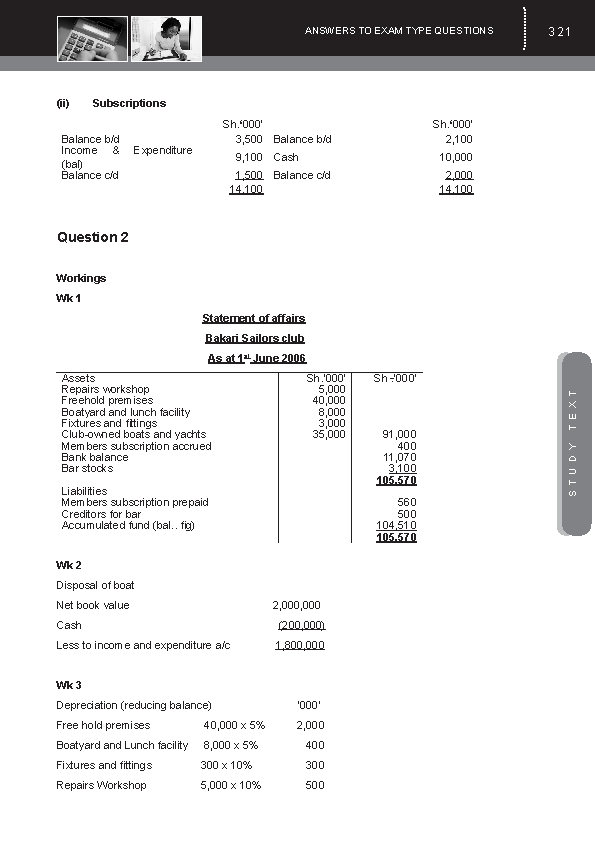 ANSWERS TO EXAM TYPE QUESTIONS 321
(ii) Subscriptions
Sh.'000' Sh.'000'
Balance b/d 3,500 Balance b/d 2,100
Income & Expenditure (bal) 9,100 Cash 10,000
Balance c/d 1,500 Balance c/d 2,000
14,100 14,100
Question 2
Workings
Wk 1
Statement of affairs
Bakari Sailors club
As at 1st June 2006
Assets Sh.'000' Sh.'000'
Repairs workshop 5,000
Freehold premises 40,000
Boatyard and lunch facility 8,000
Fixtures and fittings 3,000
Club-owned boats and yachts 35,000 91,000
Members subscription accrued 400
Bank balance 11,070
Bar stocks 3,100
105,570
Liabilities
Members subscription prepaid 560
Creditors for bar 500
Accumulated fund (bal.. fig) 104,510
105,570
Wk 2
Disposal of boat
Net book value 2,000,000
Cash (200,000)
Less to income and expenditure a/c 1,800,000
Wk 3
Depreciation (reducing balance) '000'
Free hold premises 40,000 x 5% 2,000
Boatyard and Lunch facility 8,000 x 5% 400
Fixtures and fittings 300 x 10% 300
Repairs Workshop 5,000 x 10% 500
STUDY TEXT